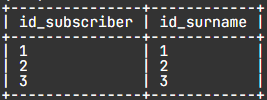 +---------------+------------+
| id_subscriber | id_surname |
+---------------+------------+
| 1             | 1          |
| 2             | 2          |
| 3             | 3          |
+---------------+------------+